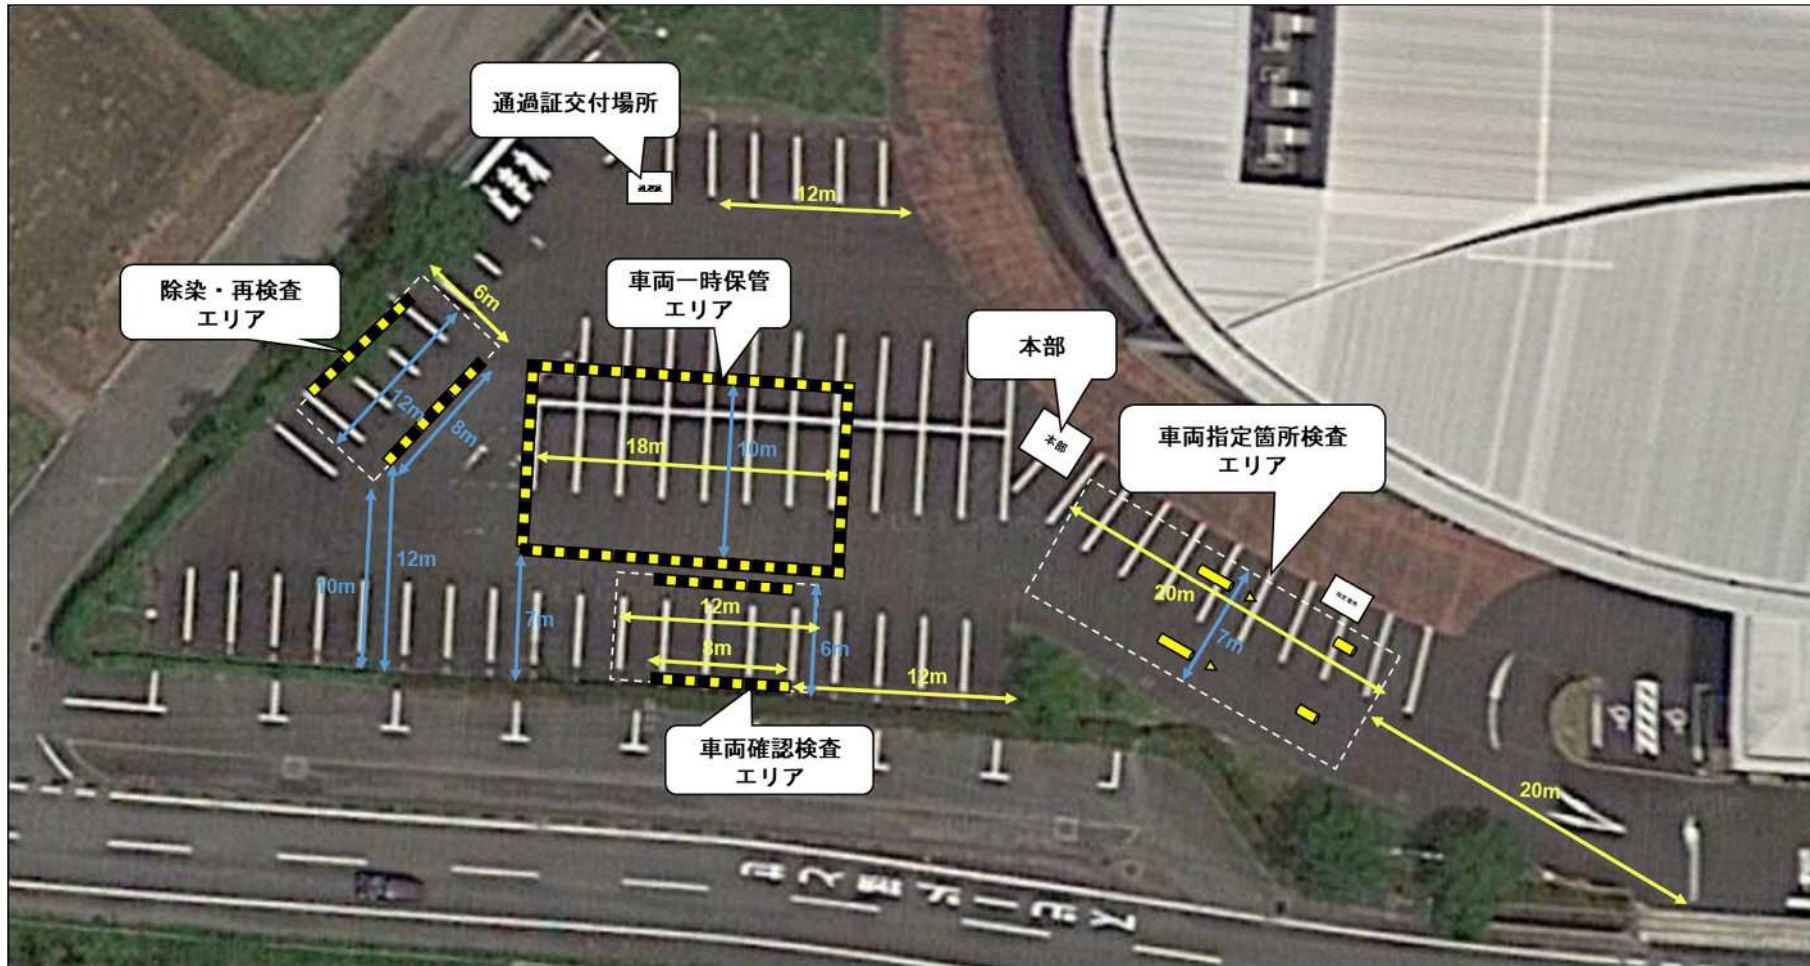 通過証交付場所
通過証
12m
除染・再検査
エリア
6m
車両一時保管
エリア
本部
本部
車両指定箇所検査
エリア
12m
8m
18m
10m
20m
7m
10m
12m
7m
12m
8m
6m
12m
車両確認検査
エリア
20m